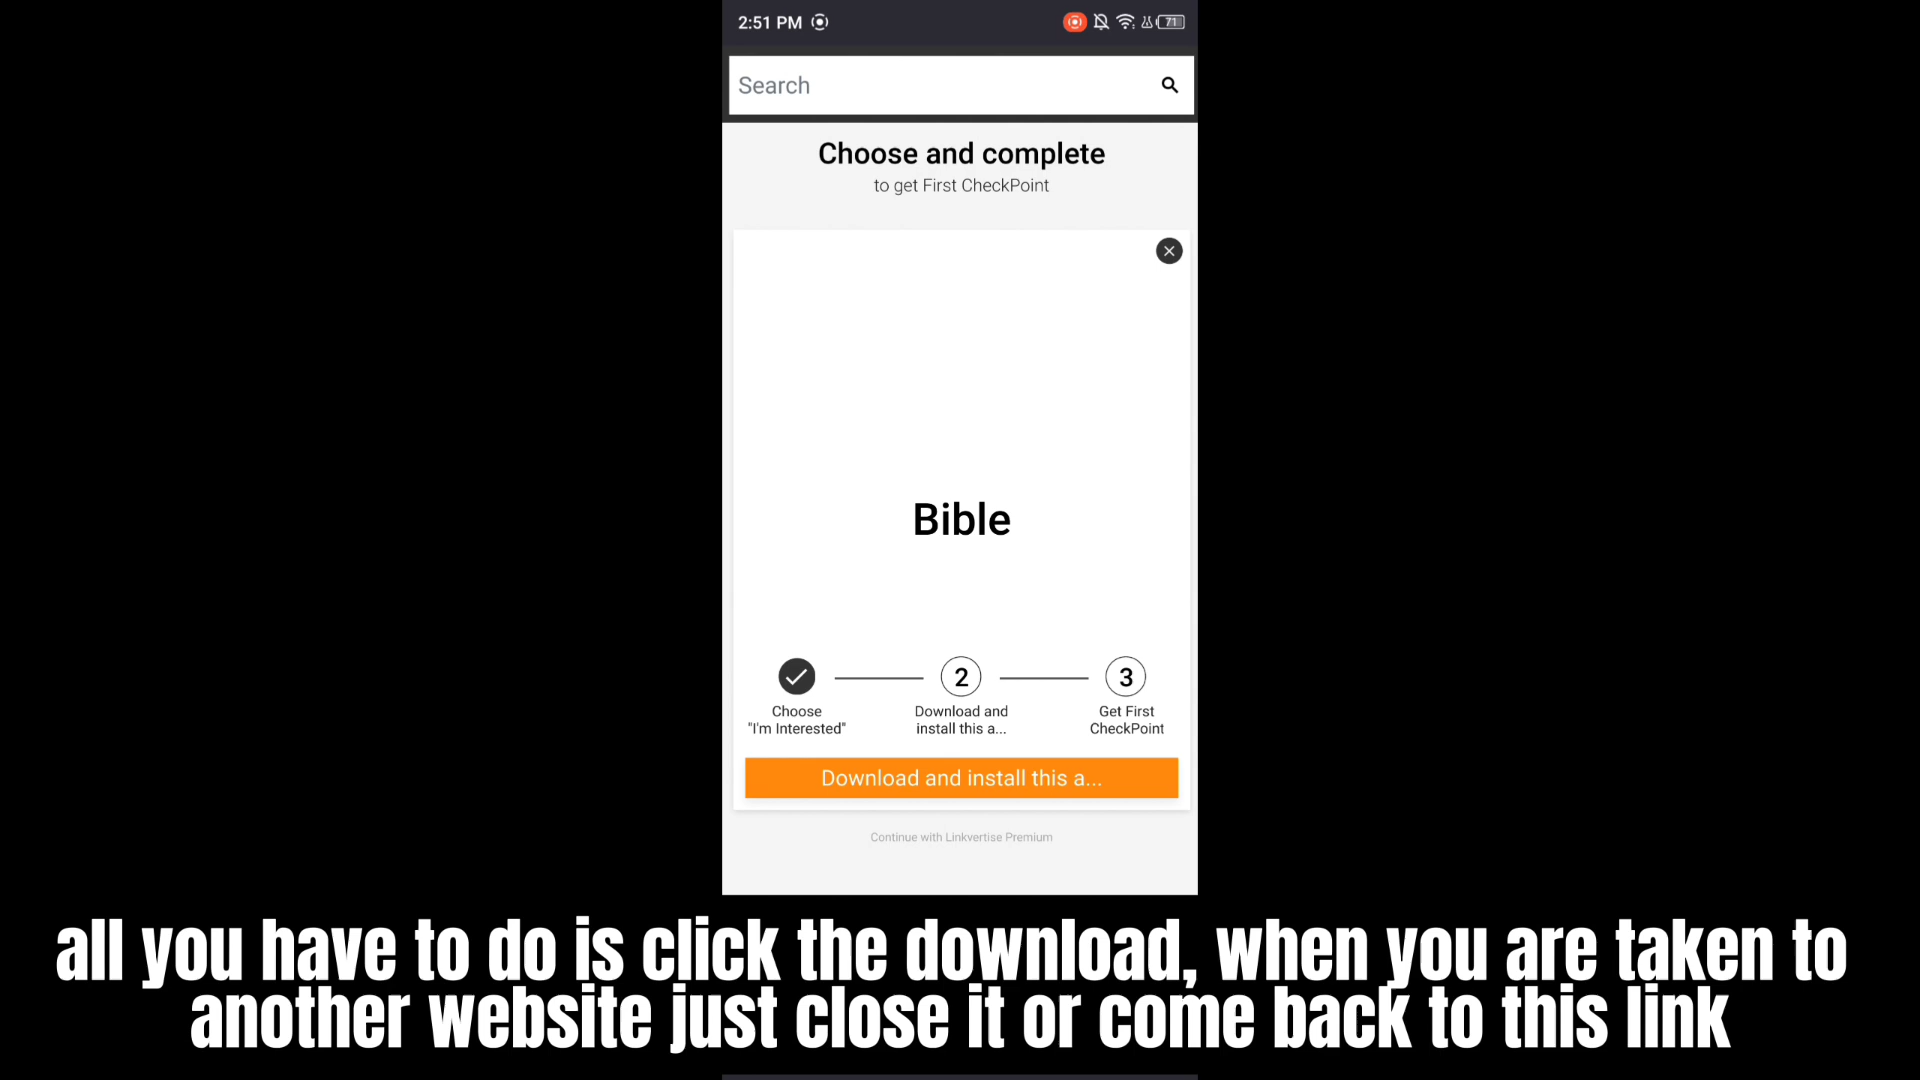 2:51 PM
71
Search
Choose and complete
to get First CheckPoint
Bible
2
3
Choose
"I'm Interested"
Download and
install this a...
Get First
CheckPoint
Download and install this a...
Continue with Linkvertise Premium
all you have to do is click the download, when you are taken to
another website just close it or come back to this link